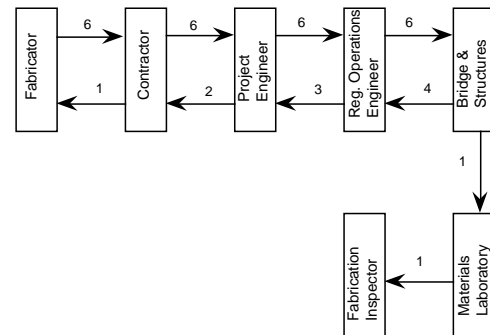 6
6
6
6
Fabricator
Contractor
Project
Engineer
Reg. Operations
Engineer
Bridge &
Structures
1
2
3
4
1
Fabrication
Inspector
1
Materials
Laboratory